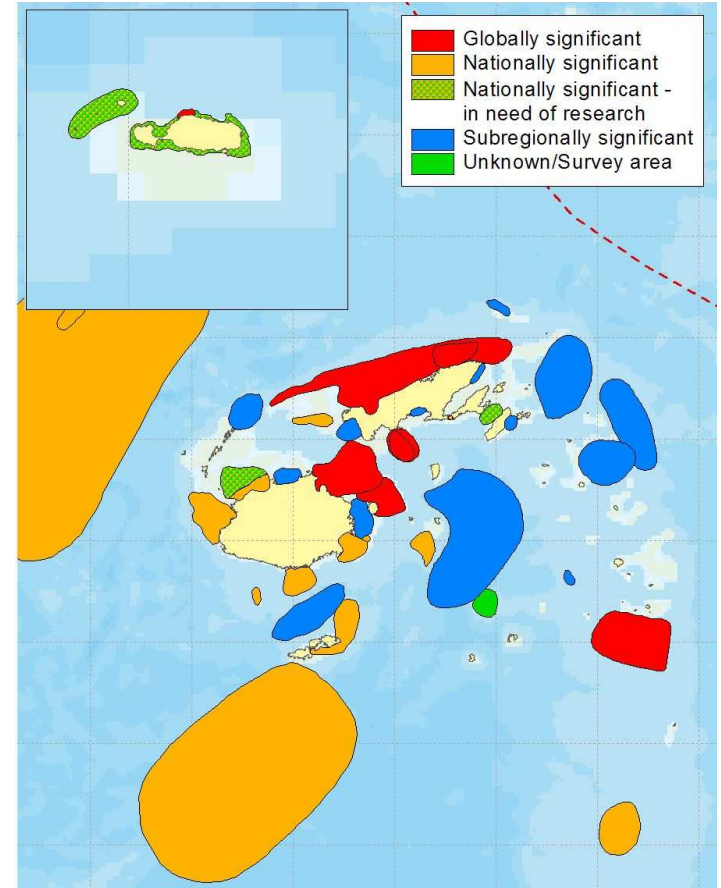 Globally significant
Nationally significant
Nationally significant -
in need of research
Subregionally significant
Unknown/Survey area